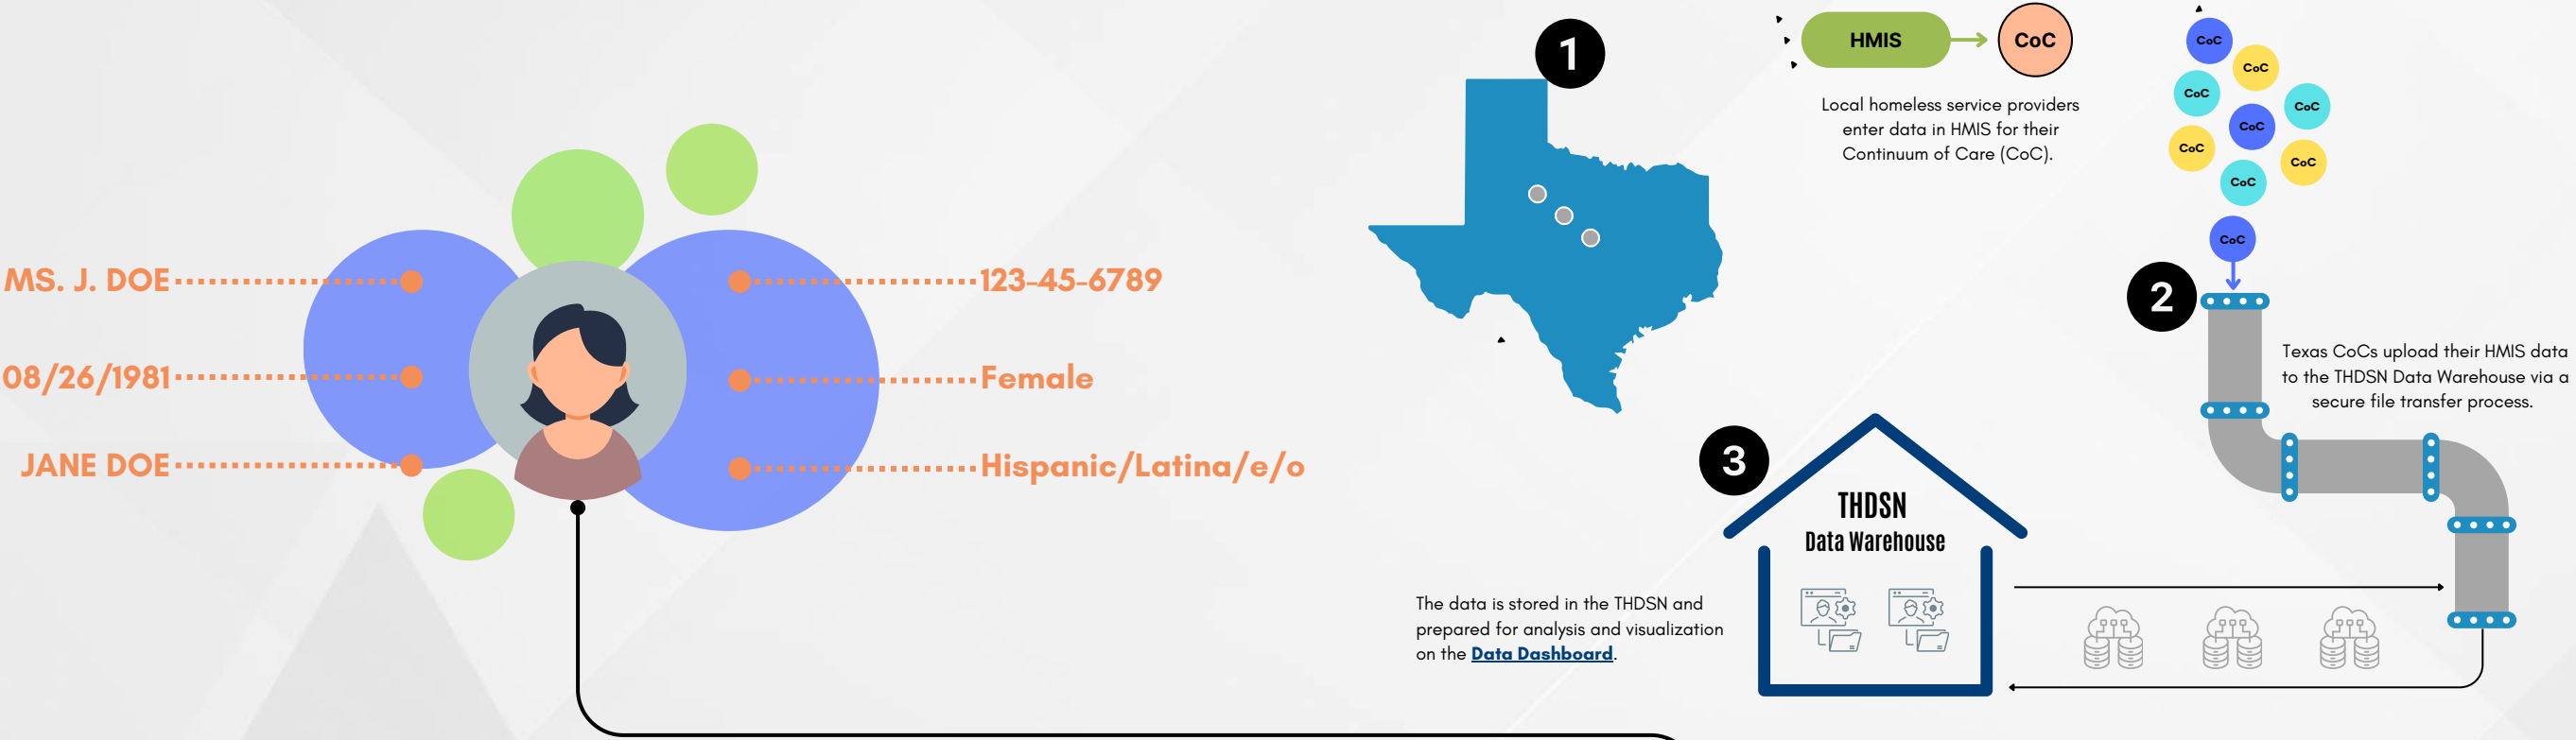 MS. J. DOE
08/26/1981
JANE DOE
123-45-6789
Female
Hispanic/Latina/e/o
1
HMIS
CoC
Local homeless service providers
enter data in HMIS for their
Continuum of Care (CoC).
CoC
CoC
CoC
CoC
CoC
CoC
CoC
CoC
CoC
2
Texas CoCs upload their HMIS data
to the THDSN Data Warehouse via a
secure file transfer process.
3
THDSN
Data Warehouse
The data is stored in the THDSN and
prepared for analysis and visualization
on the Data Dashboard.